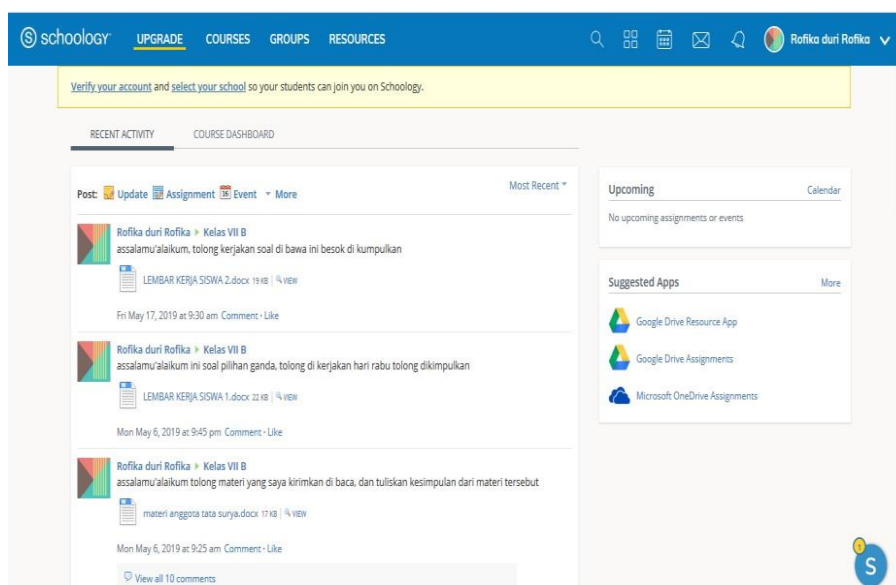 schoology UPGRADE COURSES GROUPS RESOURCES Rofika duri Rofika
Verify your account and select your school so your students can join you on Schoology.
RECENT ACTIVITY COURSE DASHBOARD
Post: Update Assignment Event More Most Recent
Rofika duri Rofika Kelas VII B
assalamu'alaikum, tolong kerjakan soal di bawa ini besok di kumpulkan
LEMBAR KERJA SISWA 2.docx 19 KB | VIEW
Fri May 17, 2019 at 9:30 am Comment · Like
Rofika duri Rofika Kelas VII B
assalamu'alaikum ini soal pilihan ganda, tolong di kerjakan hari rabu tolong dikimpulkan
LEMBAR KERJA SISWA 1.docx 22 KB | VIEW
Mon May 6, 2019 at 9:45 pm Comment · Like
Rofika duri Rofika Kelas VII B
assalamu'alaikum tolong materi yang saya kirimkan di baca, dan tuliskan kesimpulan dari materi tersebut
materi anggota tata surya.docx 17 KB | VIEW
Mon May 6, 2019 at 9:25 am Comment · Like
View all 10 comments
Upcoming Calendar
No upcoming assignments or events
Suggested Apps More
Google Drive Resource App
Google Drive Assignments
Microsoft OneDrive Assignments
1
S